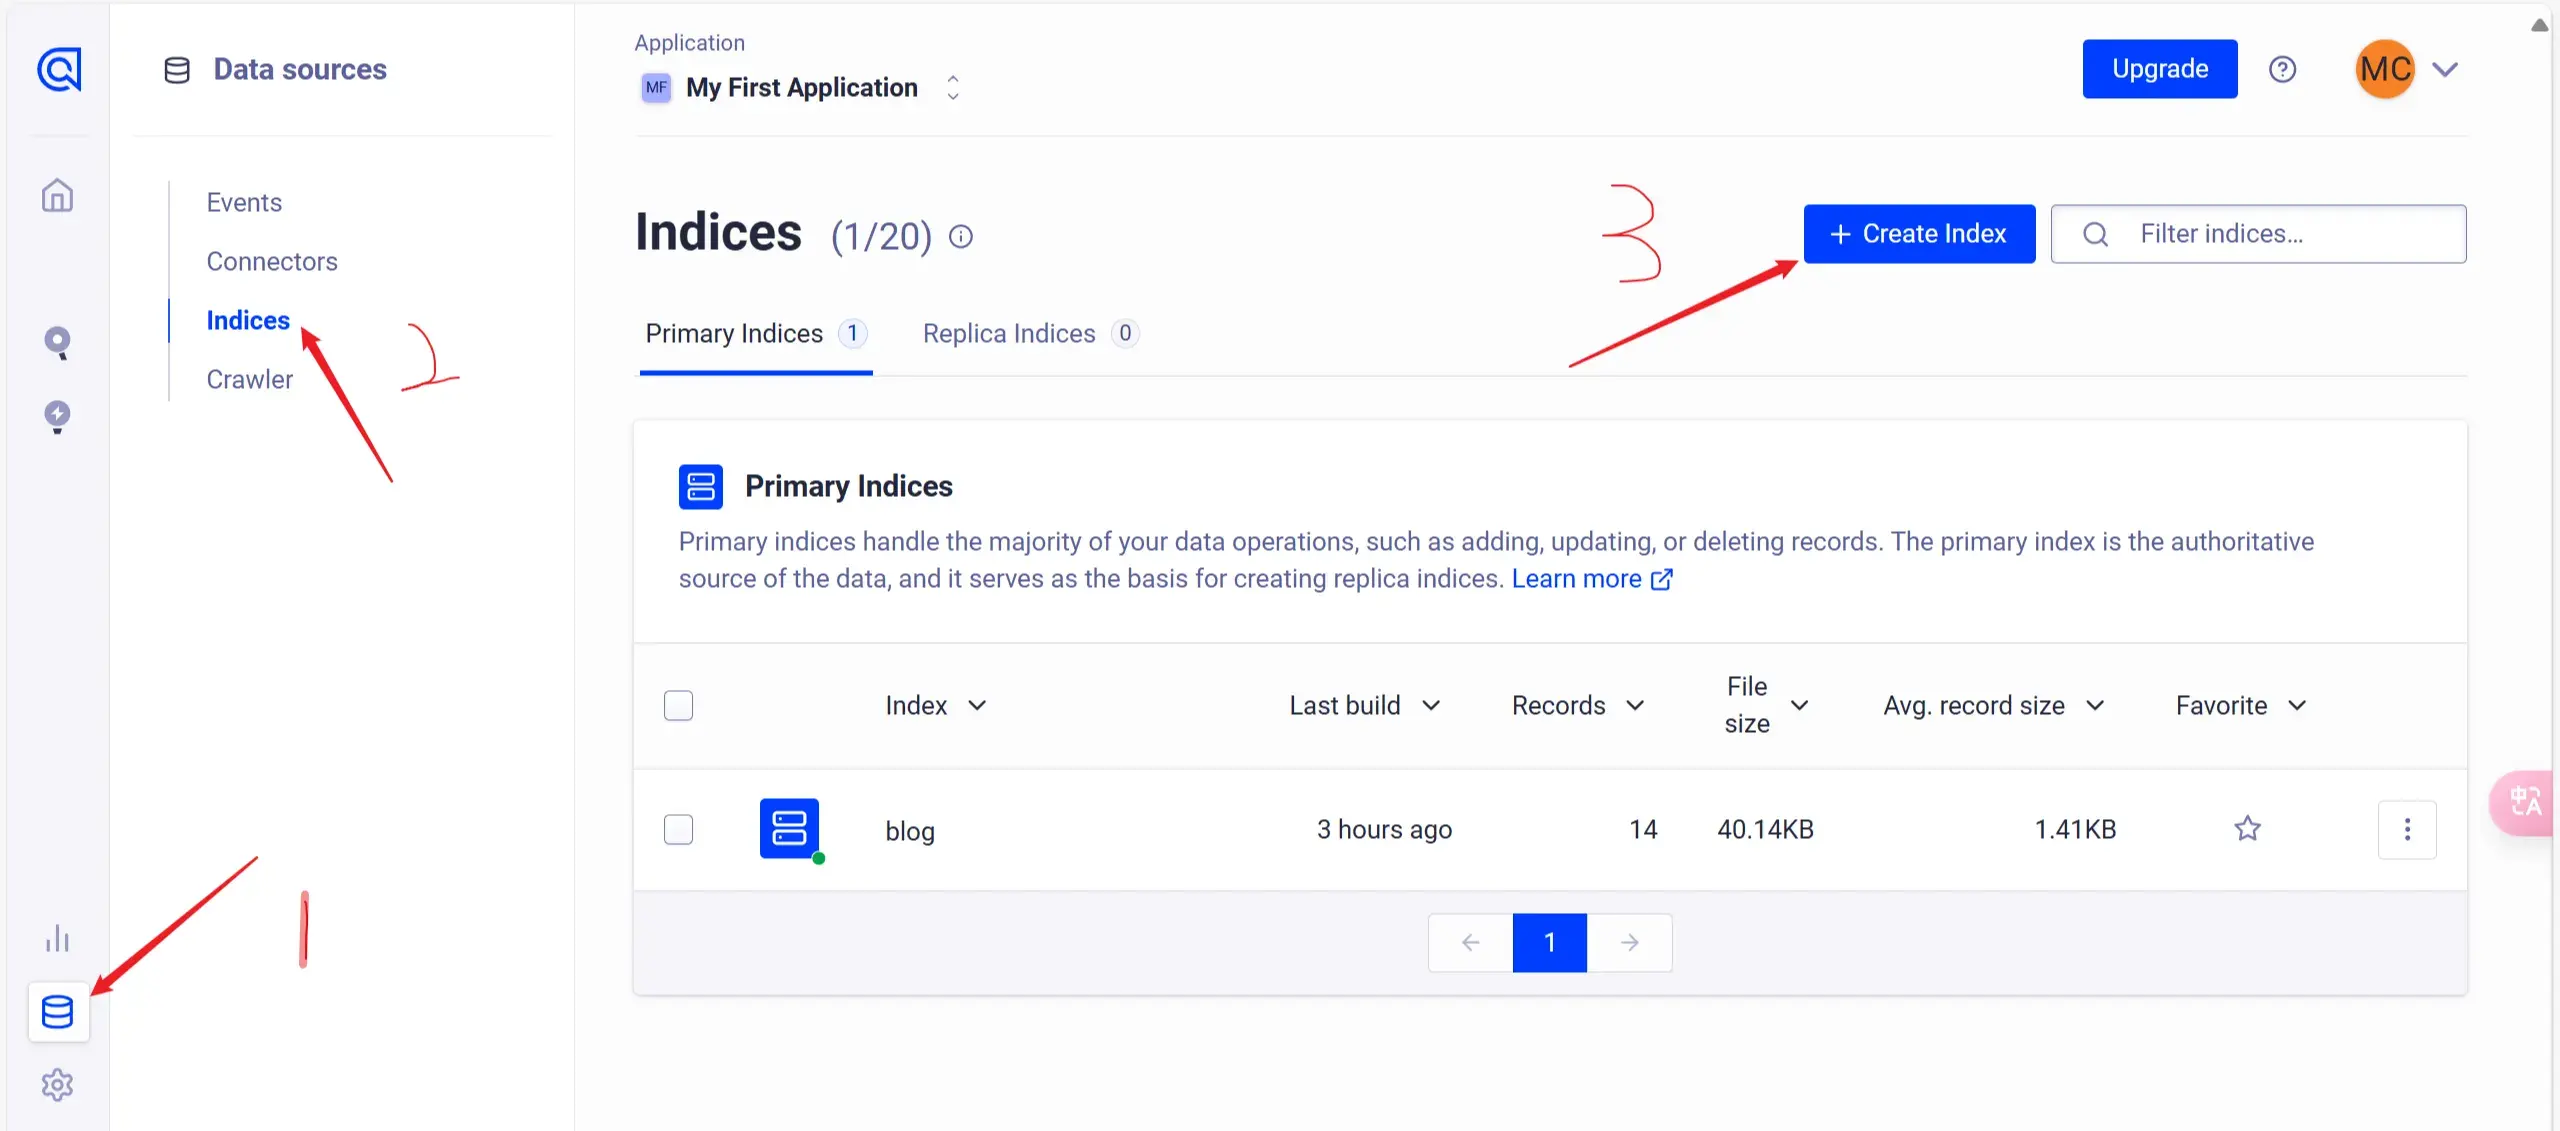 Data sources
Events
Connectors
Indices
Crawler
2
1
Application
MF My First Application
Upgrade
MC
Indices (1/20)
3
+ Create Index
Filter indices...
Primary Indices 1
Replica Indices 0
Primary Indices
Primary indices handle the majority of your data operations, such as adding, updating, or deleting records. The primary index is the authoritative
source of the data, and it serves as the basis for creating replica indices. Learn more
Index Last build Records File size Avg. record size Favorite
blog 3 hours ago 14 40.14KB 1.41KB
1
中A